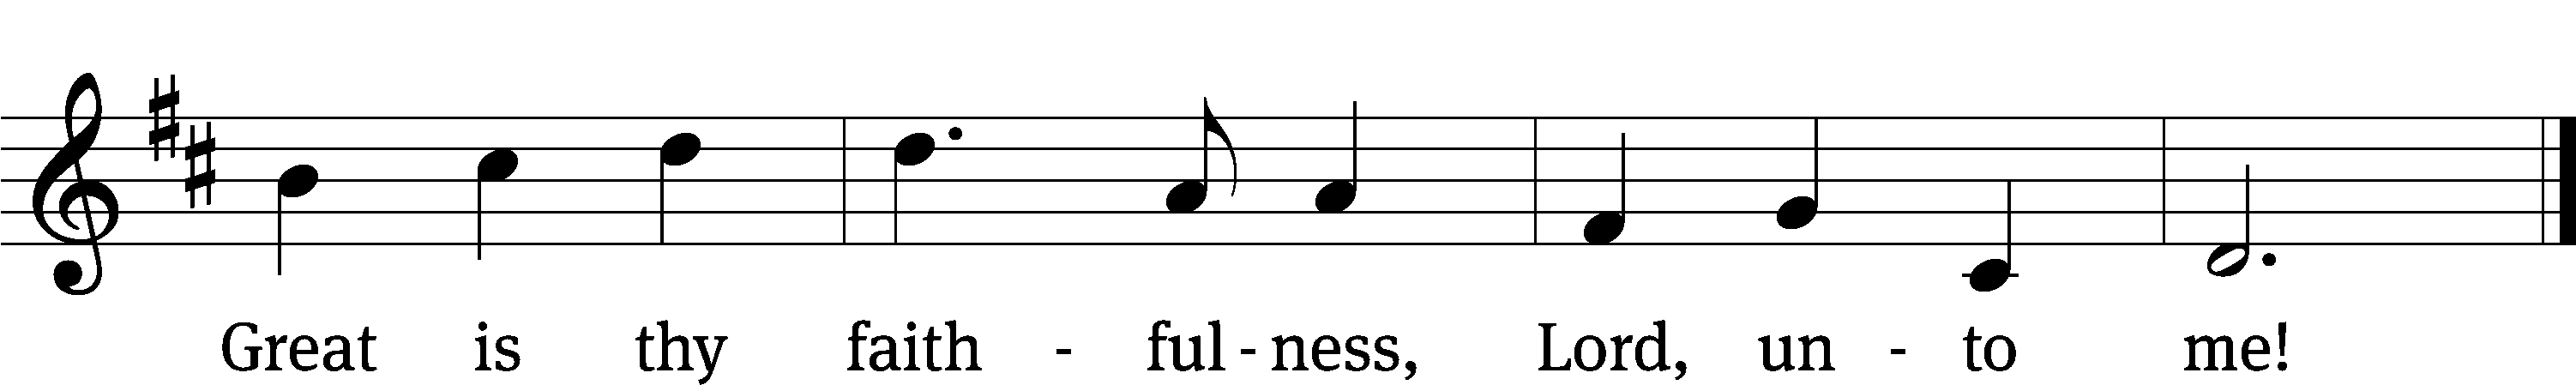 Great is thy faith - ful - ness, Lord, un - to me!